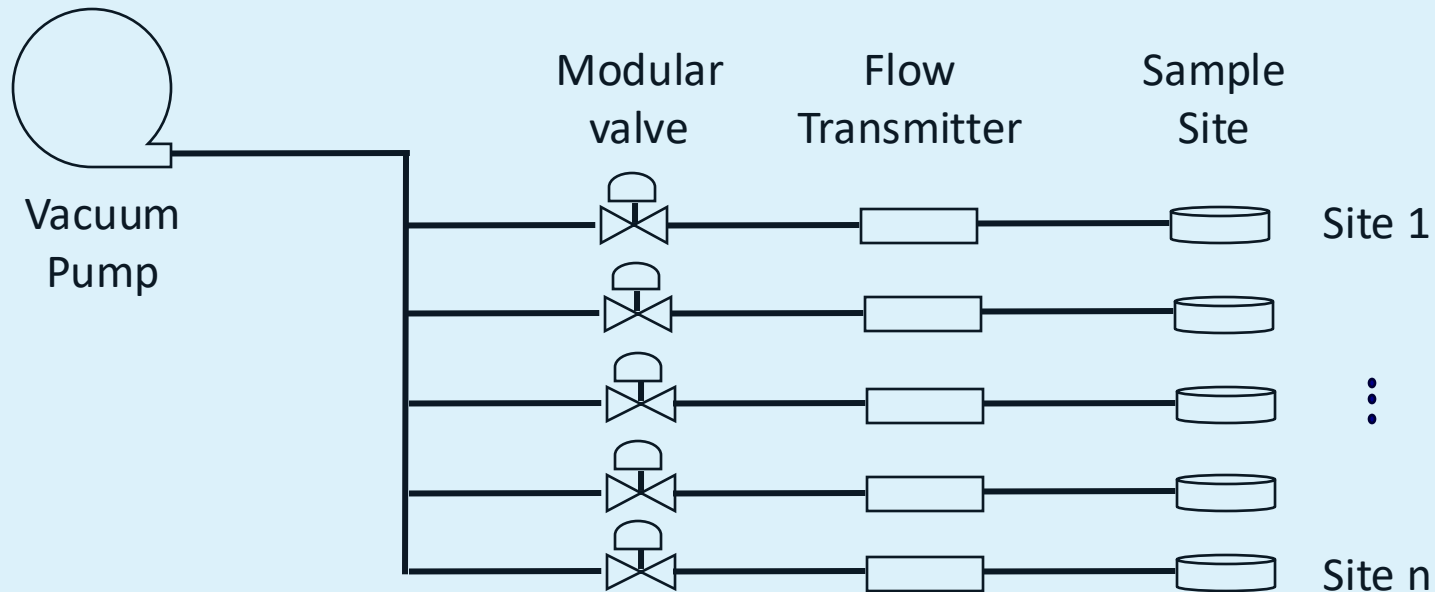 Modular
valve
Flow
Transmitter
Sample
Site
Vacuum
Pump
Site 1
Site n